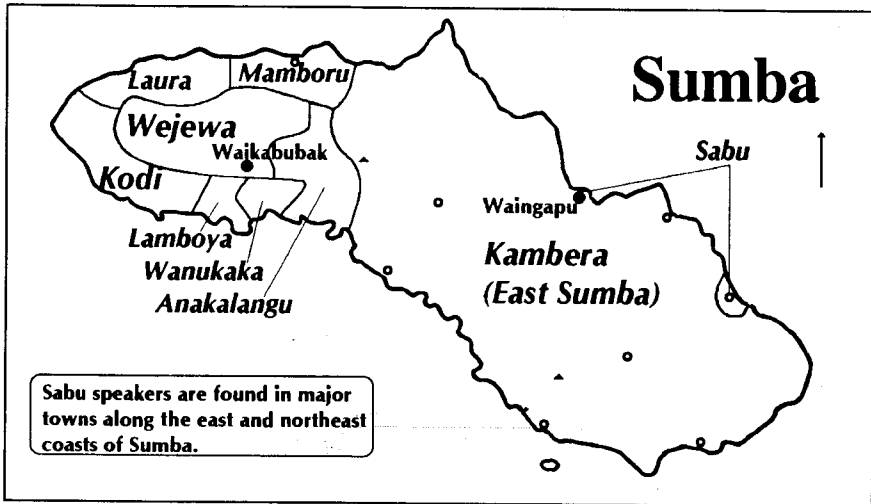 Sumba
Laura
Mamboru
Wejewa
Waikabubak
Sabu
Kodi
Waingapu
Lamboya
Wanukaka
Anakalangu
Kambera
(East Sumba)
Sabu speakers are found in major
towns along the east and northeast
coasts of Sumba.